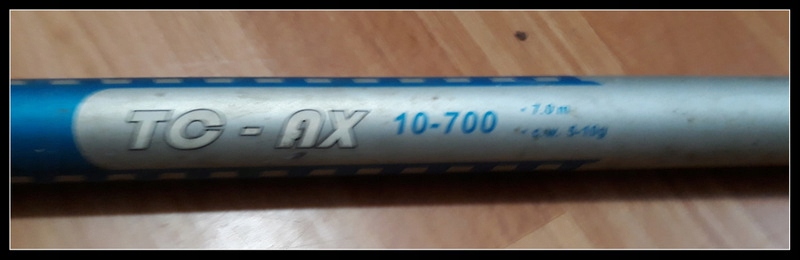 TC - AX 10-700
- 7.0 m
- c.w. 5-10g